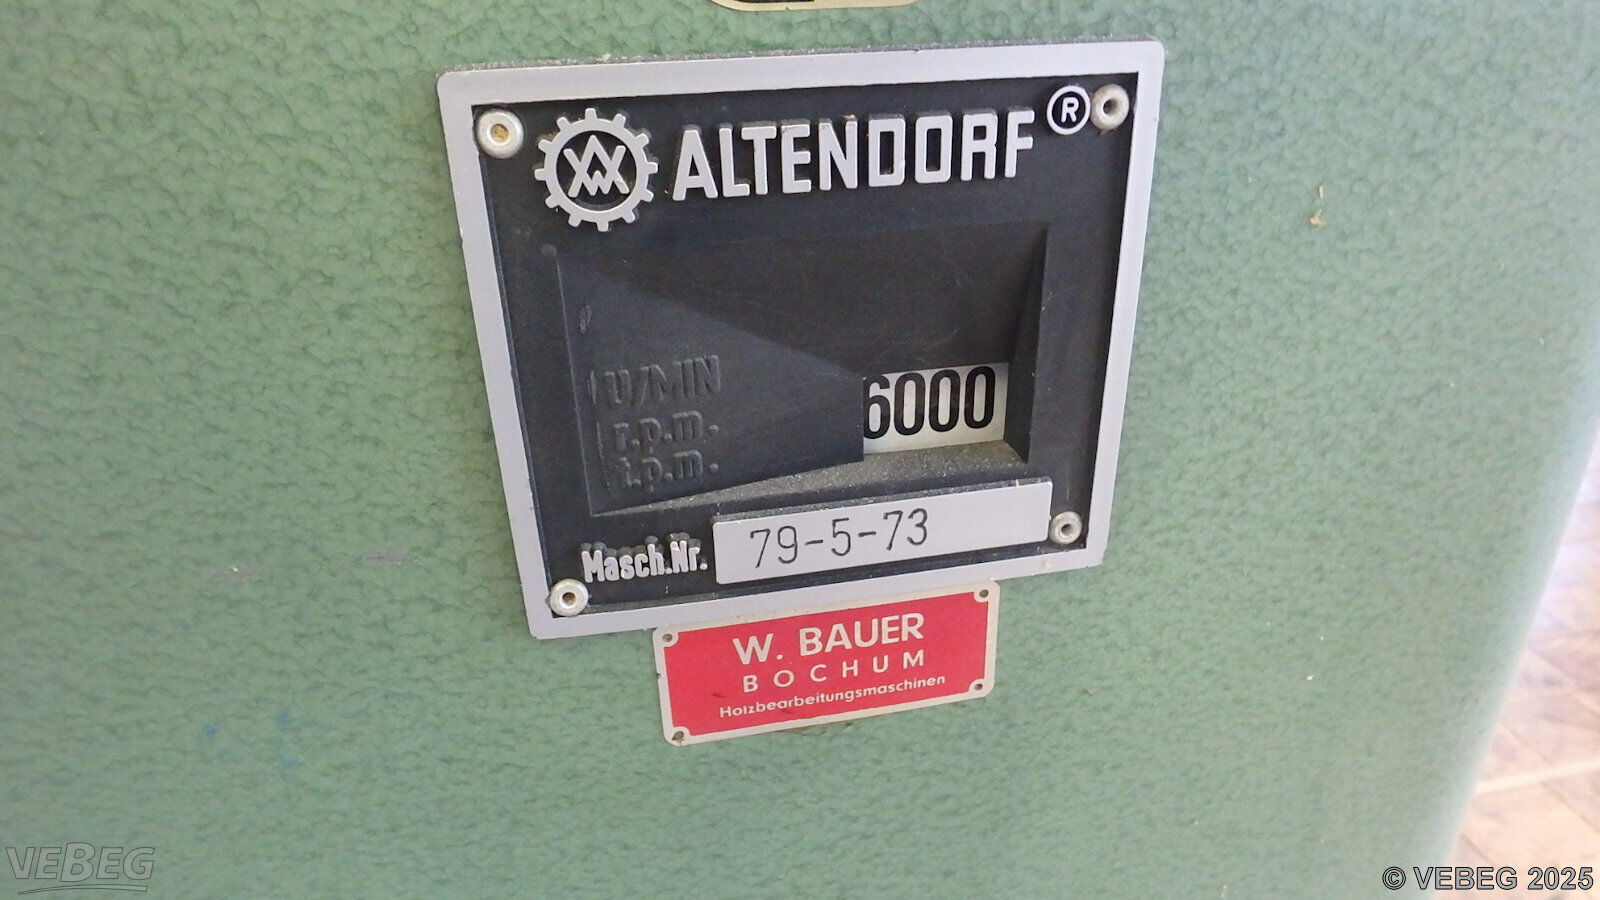 ALTENDORF®
U/MIN
r.p.m.
t.p.m.
6000
Masch.Nr. 79-5-73
W. BAUER
BOCHUM
Holzbearbeitungsmaschinen
VEBEG
© VEBEG 2025